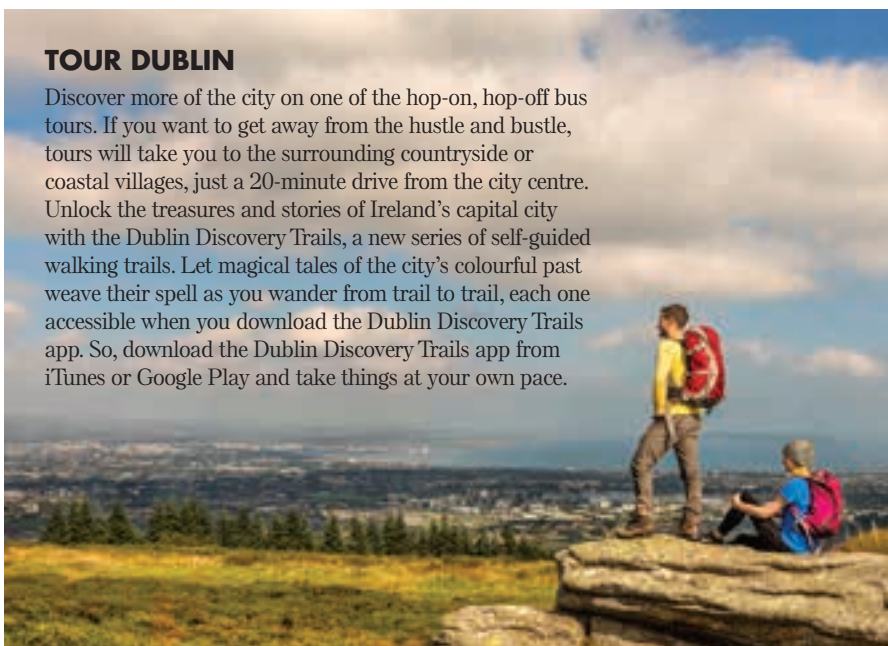 TOUR DUBLIN
Discover more of the city on one of the hop-on, hop-off bus
tours. If you want to get away from the hustle and bustle,
tours will take you to the surrounding countryside or
coastal villages, just a 20-minute drive from the city centre.
Unlock the treasures and stories of Ireland’s capital city
with the Dublin Discovery Trails, a new series of self-guided
walking trails. Let magical tales of the city’s colourful past
weave their spell as you wander from trail to trail, each one
accessible when you download the Dublin Discovery Trails
app. So, download the Dublin Discovery Trails app from
iTunes or Google Play and take things at your own pace.